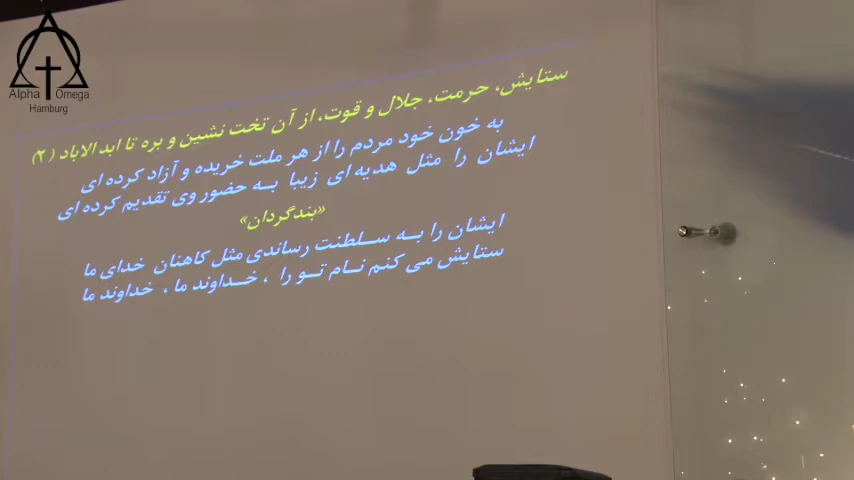 Alpha Omega
Hamburg
ستایش، حرمت، جلال و قوت، از آن تخت نشین و بره تا ابدالاباد (۲)
به خون خود مردم را از هر ملت خریده و آزاد کرده ای
ایشان را مثل هدیه ای زیبا به حضور وی تقدیم کرده ای
«بندگردان»
ایشان را به سلطنت رساندی مثل کاهنان خدای ما
ستایش می کنم نام تو را ، خداوند ما ، خداوند ما